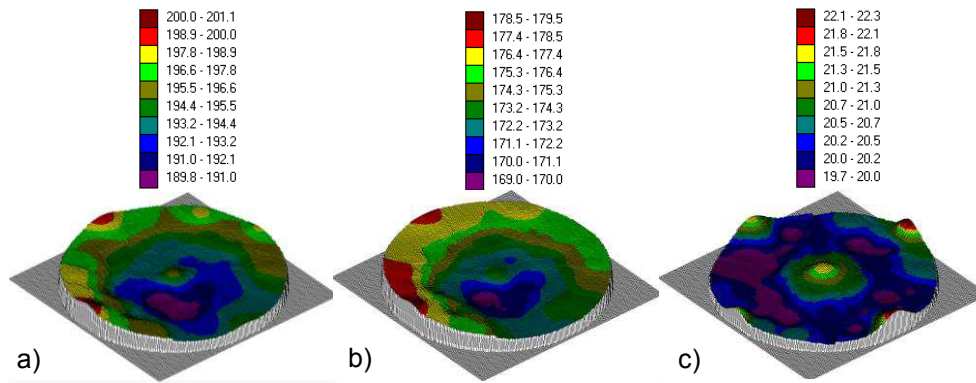 200.0 - 201.1
198.9 - 200.0
197.8 - 198.9
196.6 - 197.8
195.5 - 196.6
194.4 - 195.5
193.2 - 194.4
192.1 - 193.2
191.0 - 192.1
189.8 - 191.0
178.5 - 179.5
177.4 - 178.5
176.4 - 177.4
175.3 - 176.4
174.3 - 175.3
173.2 - 174.3
172.2 - 173.2
171.1 - 172.2
170.0 - 171.1
169.0 - 170.0
22.1 - 22.3
21.8 - 22.1
21.5 - 21.8
21.3 - 21.5
21.0 - 21.3
20.7 - 21.0
20.5 - 20.7
20.2 - 20.5
20.0 - 20.2
19.7 - 20.0
a)
b)
c)